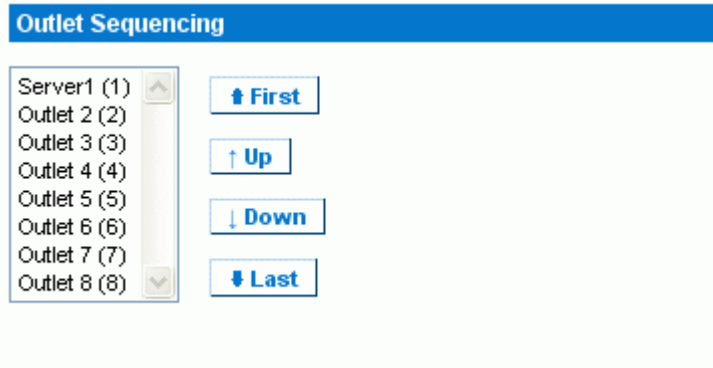 Outlet Sequencing
Server1 (1)
Outlet 2 (2)
Outlet 3 (3)
Outlet 4 (4)
Outlet 5 (5)
Outlet 6 (6)
Outlet 7 (7)
Outlet 8 (8)
First
↑ Up
↓ Down
Last